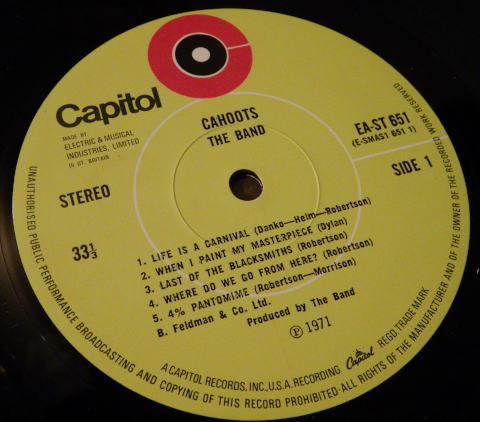 Capitol
MADE BY
ELECTRIC & MUSICAL
INDUSTRIES, LIMITED
IN GT. BRITAIN
CAHOOTS
THE BAND
EA-ST 651
(E-SMAS1 651 1)
STEREO
SIDE 1
33⅓
1. LIFE IS A CARNIVAL (Danko—Helm—Robertson)
2. WHEN I PAINT MY MASTERPIECE (Dylan)
3. LAST OF THE BLACKSMITHS (Robertson)
4. WHERE DO WE GO FROM HERE? (Robertson)
5. 4% PANTOMIME (Robertson—Morrison)
B. Feldman & Co. Ltd.
Produced by The Band
Ⓟ 1971
A CAPITOL RECORDS, INC., U.S.A. RECORDING Capitol REGD. TRADE MARK
UNAUTHORISED PUBLIC PERFORMANCE BROADCASTING AND COPYING OF THIS RECORD PROHIBITED·ALL RIGHTS OF THE MANUFACTURER AND OF THE OWNER OF THE RECORDED WORK RESERVED